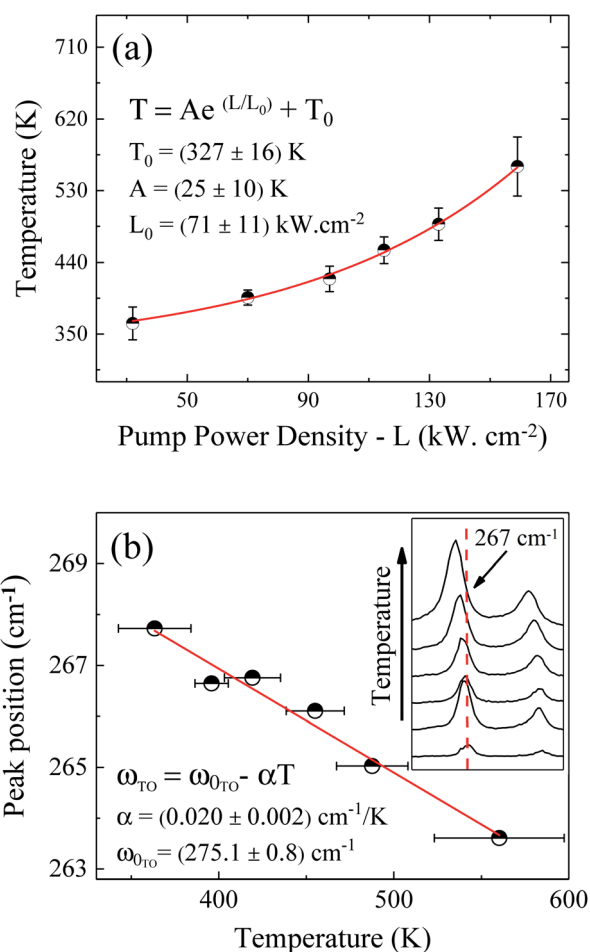 (a)
T = Ae (L/L₀) + T₀
T₀ = (327 ± 16) K
A = (25 ± 10) K
L₀ = (71 ± 11) kW.cm⁻²
710
620
530
440
350
Temperature (K)
50 90 130 170
Pump Power Density - L (kW. cm⁻²)
(b)
267 cm⁻¹
Temperature
269
267
265
263
Peak position (cm⁻¹)
ω_TO = ω_0TO - αT
α = (0.020 ± 0.002) cm⁻¹/K
ω_0TO = (275.1 ± 0.8) cm⁻¹
400 500 600
Temperature (K)